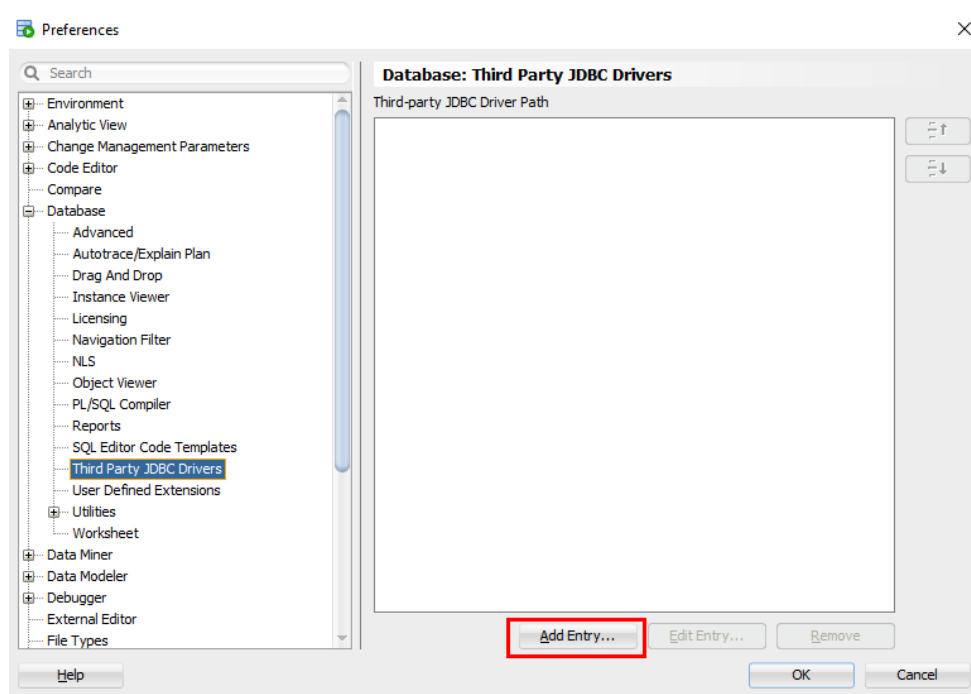 Preferences
Search
Environment
Analytic View
Change Management Parameters
Code Editor
Compare
Database
Advanced
Autotrace/Explain Plan
Drag And Drop
Instance Viewer
Licensing
Navigation Filter
NLS
Object Viewer
PL/SQL Compiler
Reports
SQL Editor Code Templates
Third Party JDBC Drivers
User Defined Extensions
Utilities
Worksheet
Data Miner
Data Modeler
Debugger
External Editor
File Types
Database: Third Party JDBC Drivers
Third-party JDBC Driver Path
Add Entry... Edit Entry... Remove
Help OK Cancel